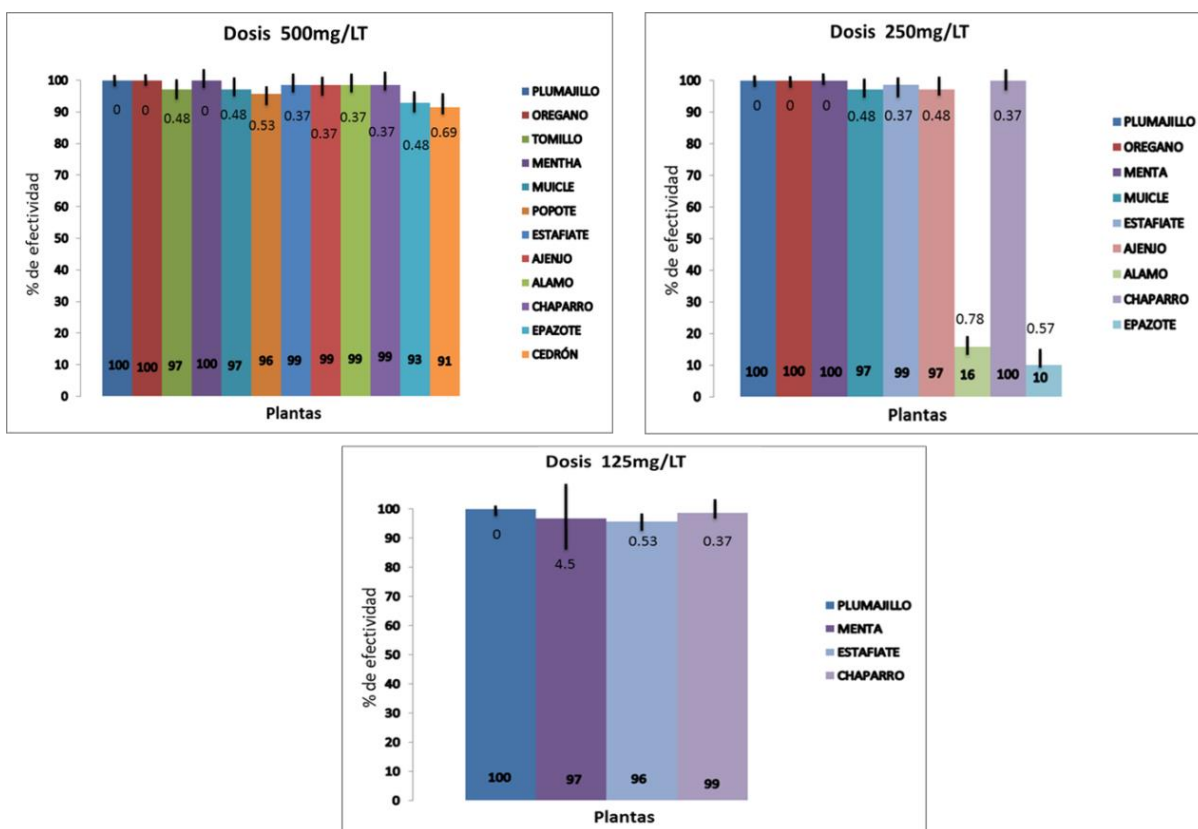 Dosis 500mg/LT
% de efectividad
100
90
80
70
60
50
40
30
20
10
0
0
0
0.48
0
0.48
0.53
0.37
0.37
0.37
0.37
0.48
0.69
100
100
97
100
97
96
99
99
99
99
93
91
Plantas
PLUMAJILLO
OREGANO
TOMILLO
MENTHA
MUICLE
POPOTE
ESTAFIATE
AJENJO
ALAMO
CHAPARRO
EPAZOTE
CEDRÓN
Dosis 250mg/LT
% de efectividad
100
90
80
70
60
50
40
30
20
10
0
0
0
0
0.48
0.37
0.48
0.78
0.37
0.57
100
100
100
97
99
97
16
100
10
Plantas
PLUMAJILLO
OREGANO
MENTA
MUICLE
ESTAFIATE
AJENJO
ALAMO
CHAPARRO
EPAZOTE
Dosis 125mg/LT
% de efectividad
100
90
80
70
60
50
40
30
20
10
0
0
4.5
0.53
0.37
100
97
96
99
Plantas
PLUMAJILLO
MENTA
ESTAFIATE
CHAPARRO